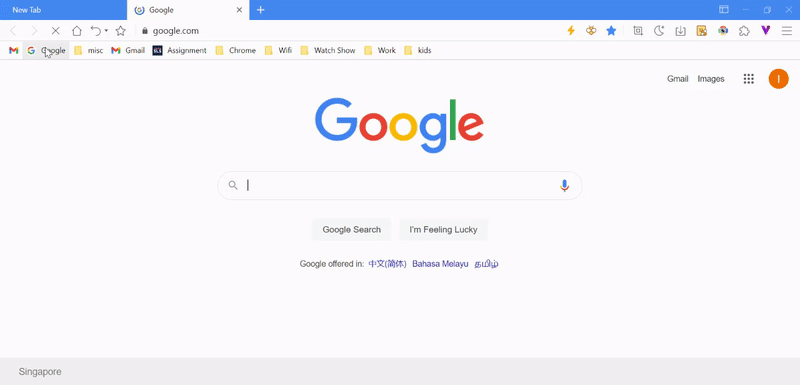 New Tab
Google
google.com
Google
misc
Gmail
Assignment
Chrome
Wifi
Watch Show
Work
kids
Gmail
Images
I
Google
Google Search
I'm Feeling Lucky
Google offered in: 中文(简体) Bahasa Melayu தமிழ்
Singapore